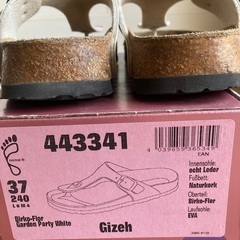 443341
37
240
Birko-Flor
Garden Party White
Gizeh
EAN
Innensohle:
echt Leder
Fußbett:
Naturkork
Oberteil:
Birko-Flor
Laufsohle:
EVA